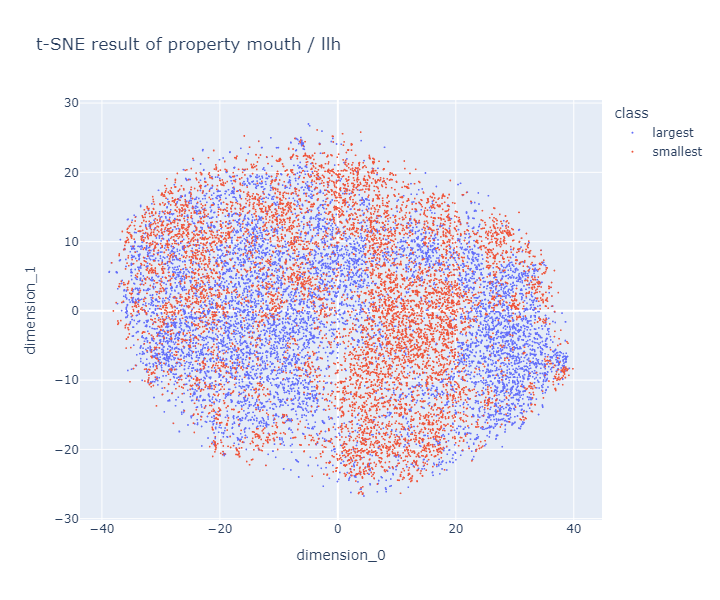 t-SNE result of property mouth / llh
class
largest
smallest
30
20
10
0
−10
−20
−30
dimension_1
−40
−20
0
20
40
dimension_0